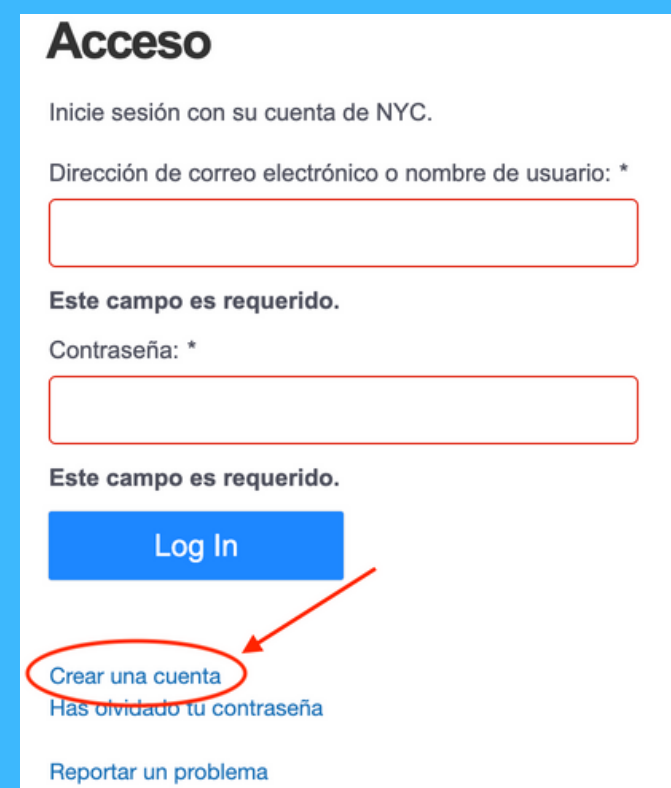 Acceso
Inicie sesión con su cuenta de NYC.
Dirección de correo electrónico o nombre de usuario: *
Este campo es requerido.
Contraseña: *
Este campo es requerido.
Log In
Crear una cuenta
Has olvidado tu contraseña
Reportar un problema